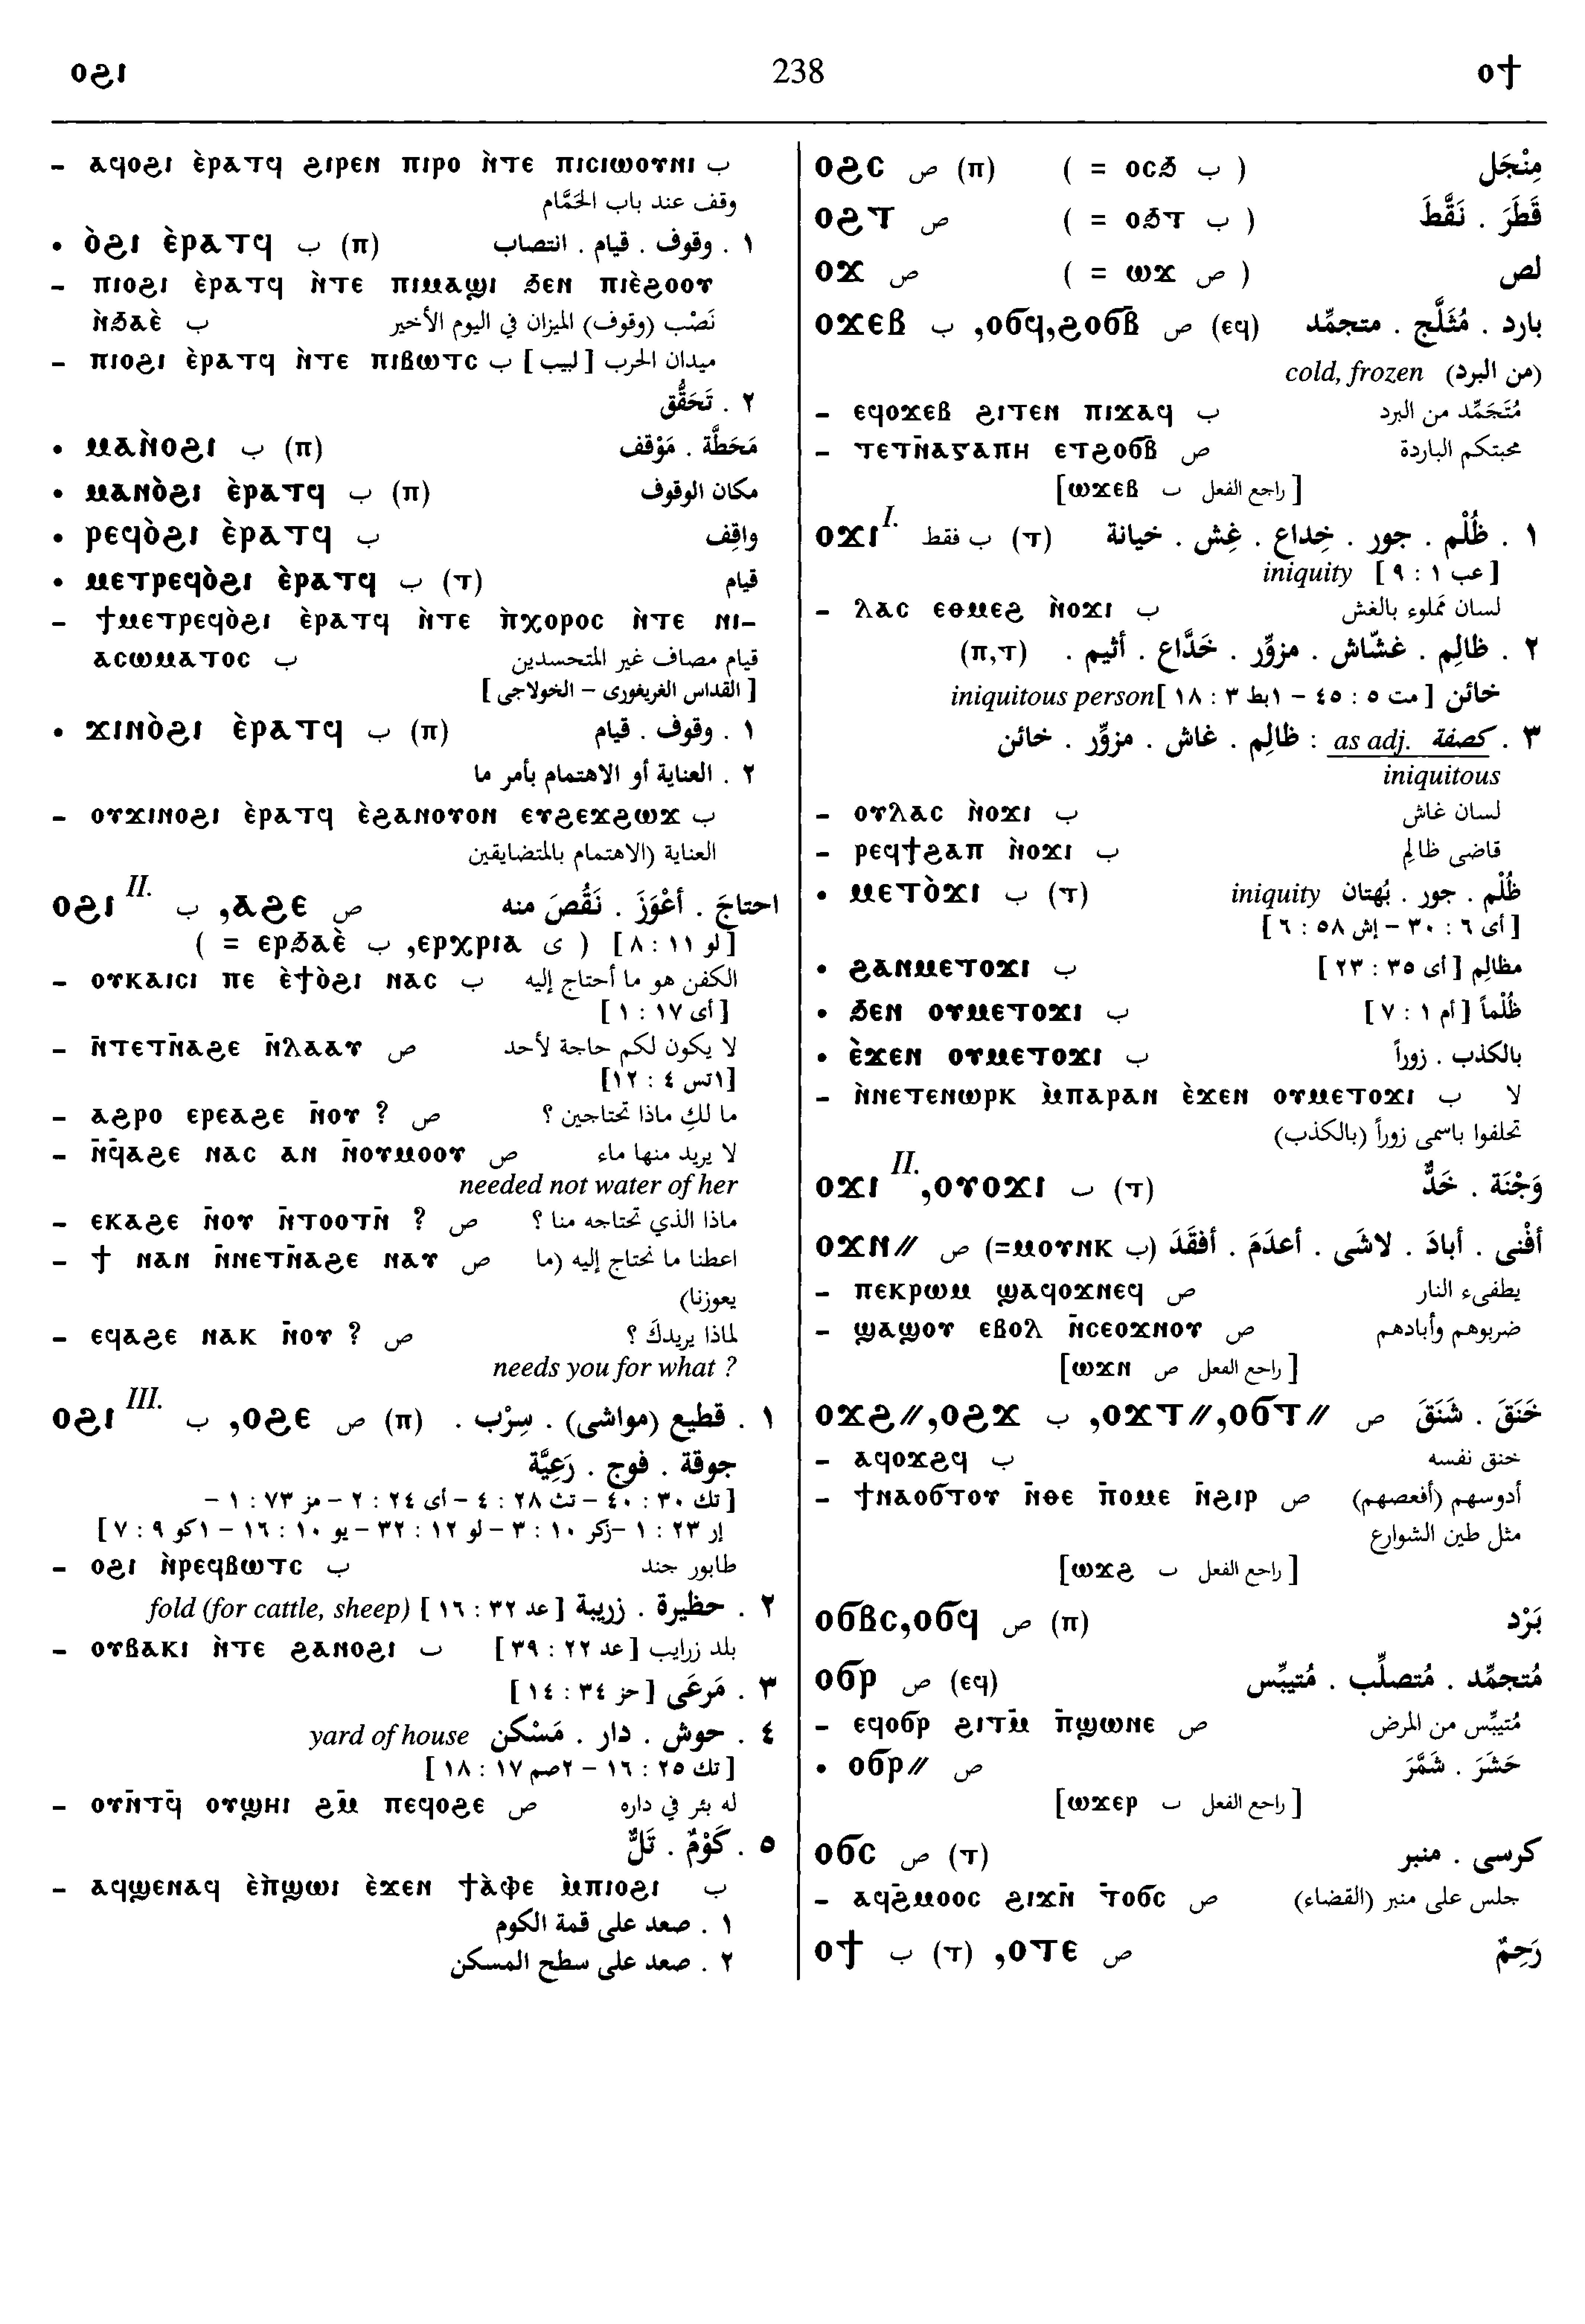 ⲟϩⲓ 238 ⲟϯ
– ⲁϥⲟϩⲓ ⲉ̀ⲣⲁⲧϥ ϩⲓⲣⲉⲛ ⲡⲓⲣⲟ ⲛ̀ⲧⲉ ⲡⲓⲥⲓⲱⲟⲩⲛⲓ ب
وقف عند باب الحَمَّام
• ⲟ̀ϩⲓ ⲉ̀ⲣⲁⲧϥ ب (ⲡ) ١ . وقوف . قيام . انتصاب
– ⲡⲓⲟϩⲓ ⲉ̀ⲣⲁⲧϥ ⲛ̀ⲧⲉ ⲡⲓⲙⲁϣⲓ ϧⲉⲛ ⲡⲓⲉ̀ϩⲟⲟⲩ
ⲛ̀ϧⲁⲉ̀ ب نَصْب (وقوف) الميزان في اليوم الأخير
– ⲡⲓⲟϩⲓ ⲉ̀ⲣⲁⲧϥ ⲛ̀ⲧⲉ ⲡⲓⲃⲱⲧⲥ ب ميدان الحرب [لبيب]
٢ . تَحَقُّق
• ⲙⲁⲛ̀ⲟϩⲓ ب (ⲡ) مَحَطَّة . مَوْقف
• ⲙⲁⲛⲟ̀ϩⲓ ⲉ̀ⲣⲁⲧϥ ب (ⲡ) مكان الوقوف
• ⲣⲉϥⲟ̀ϩⲓ ⲉ̀ⲣⲁⲧϥ ب واقِف
• ⲙⲉⲧⲣⲉϥⲟ̀ϩⲓ ⲉ̀ⲣⲁⲧϥ ب (ⲧ) قيام
– ϯⲙⲉⲧⲣⲉϥⲟ̀ϩⲓ ⲉ̀ⲣⲁⲧϥ ⲛ̀ⲧⲉ ⲡ̀ⲭⲟⲣⲟⲥ ⲛ̀ⲧⲉ ⲛⲓ–
ⲁⲥⲱⲙⲁⲧⲟⲥ ب قيام مصاف غير المتجسدين
[ القداس الغريغورى – الخولاجى ]
• ϫⲓⲛⲟ̀ϩⲓ ⲉ̀ⲣⲁⲧϥ ب (ⲡ) ١ . وقوف . قيام
٢ . العناية أو الاهتمام بأمر ما
– ⲟⲩϫⲓⲛⲟϩⲓ ⲉ̀ⲣⲁⲧϥ ⲉ̀ϩⲁⲛⲟⲩⲟⲛ ⲉⲩϩⲉϫϩⲱϫ ب
العناية (الاهتمام بالمتضايقين
ⲟϩⲓ II. ب ,ⲁϩⲉ ص احتاجَ . أعْوَزَ . نَقُصَ منه
[لو ١١ : ٨] ( ى ⲉⲣⲭⲣⲓⲁ, ب ⲉⲣϧⲁⲉ̀ = )
– ⲟⲩⲕⲁⲓⲥⲓ ⲡⲉ ⲉ̀ϯⲟ̀ϩⲓ ⲛⲁⲥ ب الكفن هو ما أحتاج إليه
[أى ١٧ : ١ ]
– ⲛ̄ⲧⲉⲧⲛ̄ⲁϩⲉ ⲛ̄ⲗⲁⲁⲩ ص لا يكون لكم حاجة لأحد
[١تس ٤ : ١٢]
– ⲁϩⲣⲟ ⲉⲣⲉⲁϩⲉ ⲛ̄ⲟⲩ ? ص ما لكِ ماذا تحتاجين ؟
– ⲛ̄ϥ̄ⲁϩⲉ ⲛⲁⲥ ⲁⲛ ⲛ̄ⲟⲩⲙⲟⲟⲩ ص لا يريد منها ماء
needed not water of her
– ⲉⲕⲁϩⲉ ⲛ̄ⲟⲩ ⲛ̄ⲧⲟⲟⲧⲛ̄ ? ص ماذا الذي تحتاجه منا ؟
– ϯ ⲛⲁⲛ ⲛ̄ⲛⲉⲧⲛ̄ⲁϩⲉ ⲛⲁⲩ ص اعطنا ما نحتاج إليه (ما
يعوزنا)
– ⲉϥⲁϩⲉ ⲛⲁⲕ ⲛ̄ⲟⲩ ? ص لماذا يريدكَ ؟
needs you for what ?
ⲟϩⲓ III. ب ,ⲟϩⲉ ص (ⲡ) ١ . قطيع (مواشى) . سِرْب .
جوقة . فوج . رَعِيَّة
[ تك ٣٠ : ٤٠ – تث ٢٨ : ٤ – أى ٢٤ : ٢ – مز ٧٣ : ١ –
إر ٢٣ : ١ –زكر ١٠ : ٣ – لو ١٢ : ٣٢ – يو ١٠ : ١٦ – ١كو ٩ : ٧ ]
– ⲟϩⲓ ⲛ̀ⲣⲉϥⲃⲱⲧⲥ ب طابور جند
٢ . حظيرة . زريبة [ عد ٣٢ : ١٦ ] fold (for cattle, sheep)
– ⲟⲩⲃⲁⲕⲓ ⲛ̀ⲧⲉ ϩⲁⲛⲟϩⲓ ب بلد زرايب [ عد ٢٢ : ٣٩ ]
٣ . مَرعَى [ حز ٣٤ : ١٤ ]
٤ . حوش . دار . مَسْكن yard of house
[ تك ٢٥ : ١٦ – ٢صم ١٧ : ١٨ ]
– ⲟⲩⲛ̄ⲧϥ̄ ⲟⲩϣⲏⲓ ϩⲙ̄ ⲡⲉϥⲟϩⲉ ص له بئر في داره
٥ . كَوْمٌ . تَلٌّ
– ⲁϥϣⲉⲛⲁϥ ⲉ̀ⲡ̀ϣⲱⲓ ⲉ̀ϫⲉⲛ ϯⲁ̀ⲫⲉ ⲙ̀ⲡⲓⲟϩⲓ ب
١ . صعد على قمة الكوم
٢ . صعد على سطح المسكن
ⲟϩⲥ ص (ⲡ) ( = ⲟⲥϧ ب ) مِنْجَل
ⲟϩⲧ ص ( = ⲟϧⲧ ب ) قَطَرَ . نَقَّطَ
ⲟϫ ص ( = ⲱϫ ص ) لص
ⲟϫⲉⲃ ب ,ⲟϭϥ,ϩⲟϭⲃ̄ ص (ⲉϥ) بارد . مُثَلَّج . متجمِّد
(من البرد) cold, frozen
– ⲉϥⲟϫⲉⲃ ϩⲓⲧⲉⲛ ⲡⲓϫⲁϥ ب مُتَجَمِّد من البرد
– ⲧⲉⲧⲛ̄ⲁⲅⲁⲡⲏ ⲉⲧϩⲟϭⲃ̄ ص محبتكم الباردة
[ راجع الفعل ب ⲱϫⲉⲃ]
ⲟϫⲓ I. ب فقط (ⲧ) ١ . ظُلْم . جور . خِداع . غِش . خيانة
[ عب ١ : ٩ ] iniquity
– ⲗⲁⲥ ⲉⲑⲙⲉϩ ⲛ̀ⲟϫⲓ ب لسان مَملوء بالغش
٢ . ظالِم . غشّاش . مزوِّر . خَدَّاع . أثيم . (ⲡ,ⲧ)
خائن [ مت ٥ : ٤٥ – ١بط ٣ : ١٨ ] iniquitous person
٣ . كصفة as adj. : ظالِم . غاش . مزوِّر . خائن
iniquitous
– ⲟⲩⲗⲁⲥ ⲛ̀ⲟϫⲓ ب لسان غاش
– ⲣⲉϥϯϩⲁⲡ ⲛ̀ⲟϫⲓ ب قاضى ظالِم
• ⲙⲉⲧⲟ̀ϫⲓ ب (ⲧ) ظُلْم . جور . بُهتان iniquity
[ أى ٦ : ٣٠ – إش ٥٨ : ٦ ]
• ϩⲁⲛⲙⲉⲧⲟϫⲓ ب مظالِم [ أى ٣٥ : ٢٣ ]
• ϧⲉⲛ ⲟⲩⲙⲉⲧⲟϫⲓ ب ظُلْماً [ أم ١ : ٧ ]
• ⲉ̀ϫⲉⲛ ⲟⲩⲙⲉⲧⲟϫⲓ ب بالكذب . زوراً
– ⲛ̀ⲛⲉⲧⲉⲛⲱⲣⲕ ⲙ̀ⲡⲁⲣⲁⲛ ⲉ̀ϫⲉⲛ ⲟⲩⲙⲉⲧⲟϫⲓ ب لا
تحلفوا باسمى زوراً (بالكذب)
ⲟϫⲓ II. ,ⲟⲩⲟϫⲓ ب (ⲧ) وَجْنَة . خَدٌّ
ⲟϫⲛ// ص (=ⲙⲟⲩⲛⲕ ب) أفْنى . أبادَ . لاشَى . أعدَمَ . أفقَدَ
– ⲡⲉⲕⲣⲱⲙ ϣⲁϥⲟϫⲛⲉϥ ص يطفىء النار
– ϣⲁϣⲟⲩ ⲉⲃⲟⲗ ⲛ̄ⲥⲉⲟϫⲛⲟⲩ ص ضربوهم وأبادهم
[ راجع الفعل ص ⲱϫⲛ]
ⲟϫϩ//,ⲟϩϫ ب ,ⲟϫⲧ//,ⲟϭⲧ// ص خَنَقَ . شَنَقَ
– ⲁϥⲟϫϩϥ ب خنق نفسه
– ϯⲛⲁⲟϭⲧⲟⲩ ⲛ̄ⲑⲉ ⲡ̄ⲟⲙⲉ ⲛ̄ϩⲓⲣ ص أدوسهم (أفعصهم)
مثل طين الشوارع
[ راجع الفعل ب ⲱϫϩ]
ⲟϭⲃⲥ,ⲟϭϥ ص (ⲡ) بَرْد
ⲟϭⲣ ص (ⲉϥ) مُتجمِّد . مُتصلِّب . مُتيبِّس
– ⲉϥⲟϭⲣ ϩⲓⲧⲙ̄ ⲡ̄ϣⲱⲛⲉ ص مُتيبِّس من المرض
• ⲟϭⲣ// ص حَشَرَ . شَمَّرَ
[ راجع الفعل ب ⲱϫⲉⲣ]
ⲟϭⲥ ص (ⲧ) كرسى . منبر
– ⲁϥϩ̄ⲙⲟⲟⲥ ϩⲓϫⲛ̄ ⲧ̄ⲟϭⲥ ص جلس على منبر (القضاء)
ⲟϯ ب (ⲧ) ,ⲟⲧⲉ ص رَحِمٌ